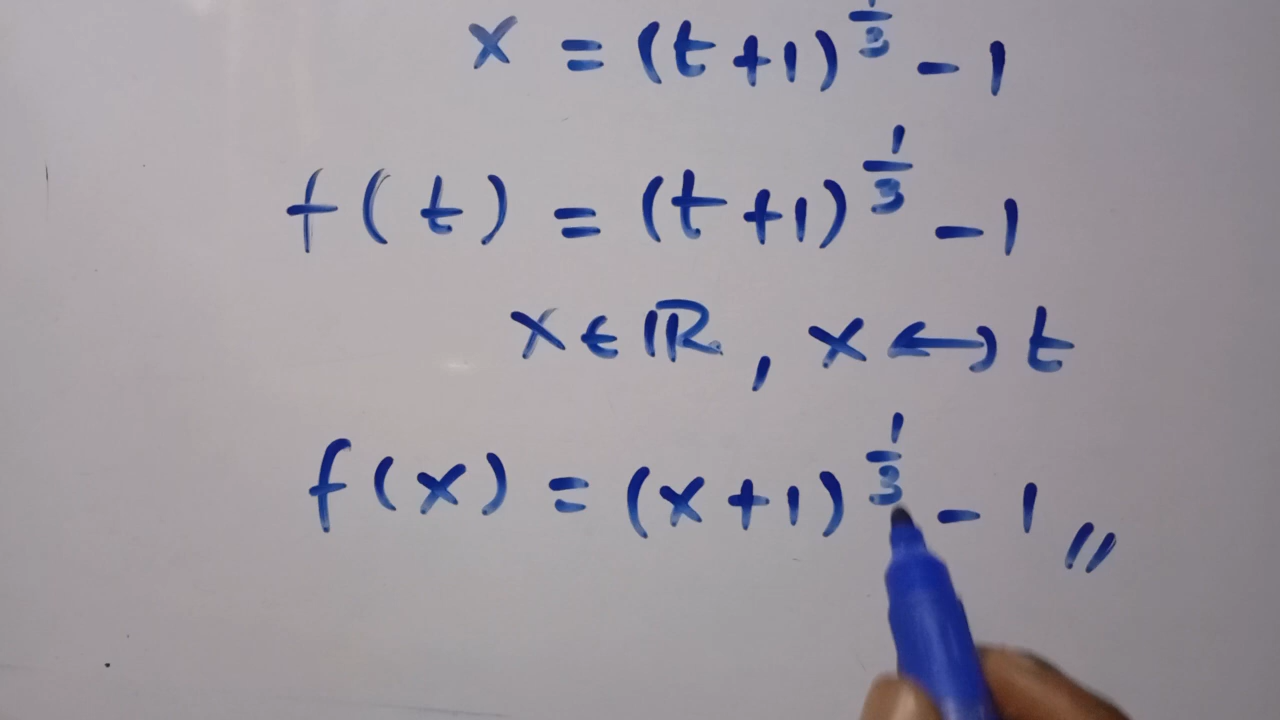 x = (t+1)^{1/3} - 1
f(t) = (t+1)^{1/3} - 1
x ∈ ℝ, x ↔ t
f(x) = (x+1)^{1/3} - 1 //